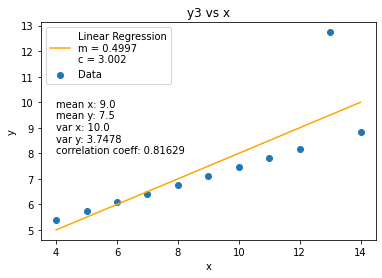 y3 vs x
Linear Regression
m = 0.4997
c = 3.002
Data
mean x: 9.0
mean y: 7.5
var x: 10.0
var y: 3.7478
correlation coeff: 0.81629
13
12
11
10
9
8
7
6
5
y
4
6
8
10
12
14
x